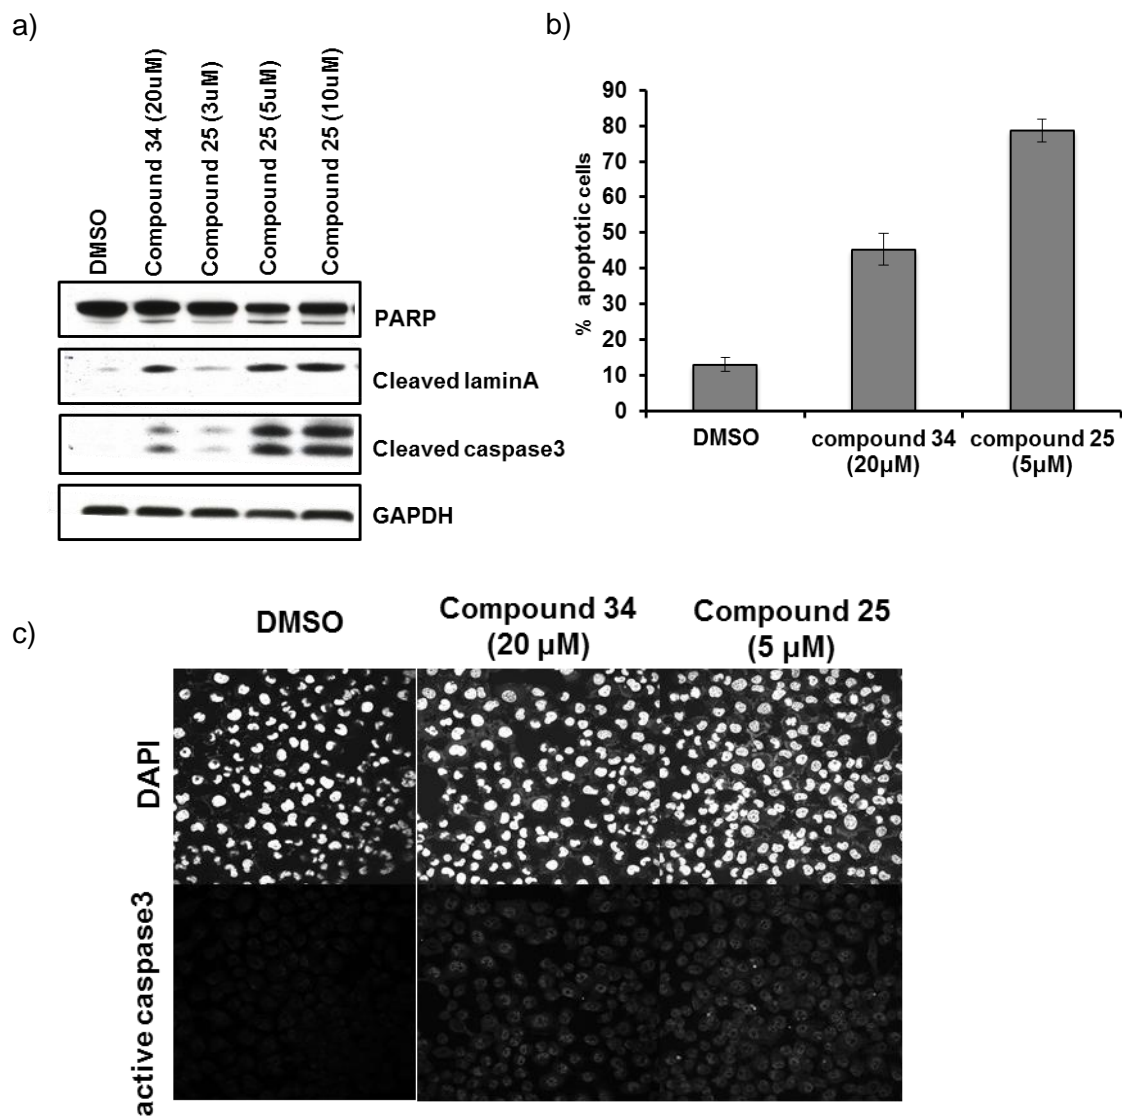 a)
DMSO
Compound 34 (20uM)
Compound 25 (3uM)
Compound 25 (5uM)
Compound 25 (10uM)
PARP
Cleaved laminA
Cleaved caspase3
GAPDH
b)
% apoptotic cells
90
80
70
60
50
40
30
20
10
0
DMSO
compound 34
(20µM)
compound 25
(5µM)
c)
DMSO
Compound 34
(20 µM)
Compound 25
(5 µM)
DAPI
active caspase3